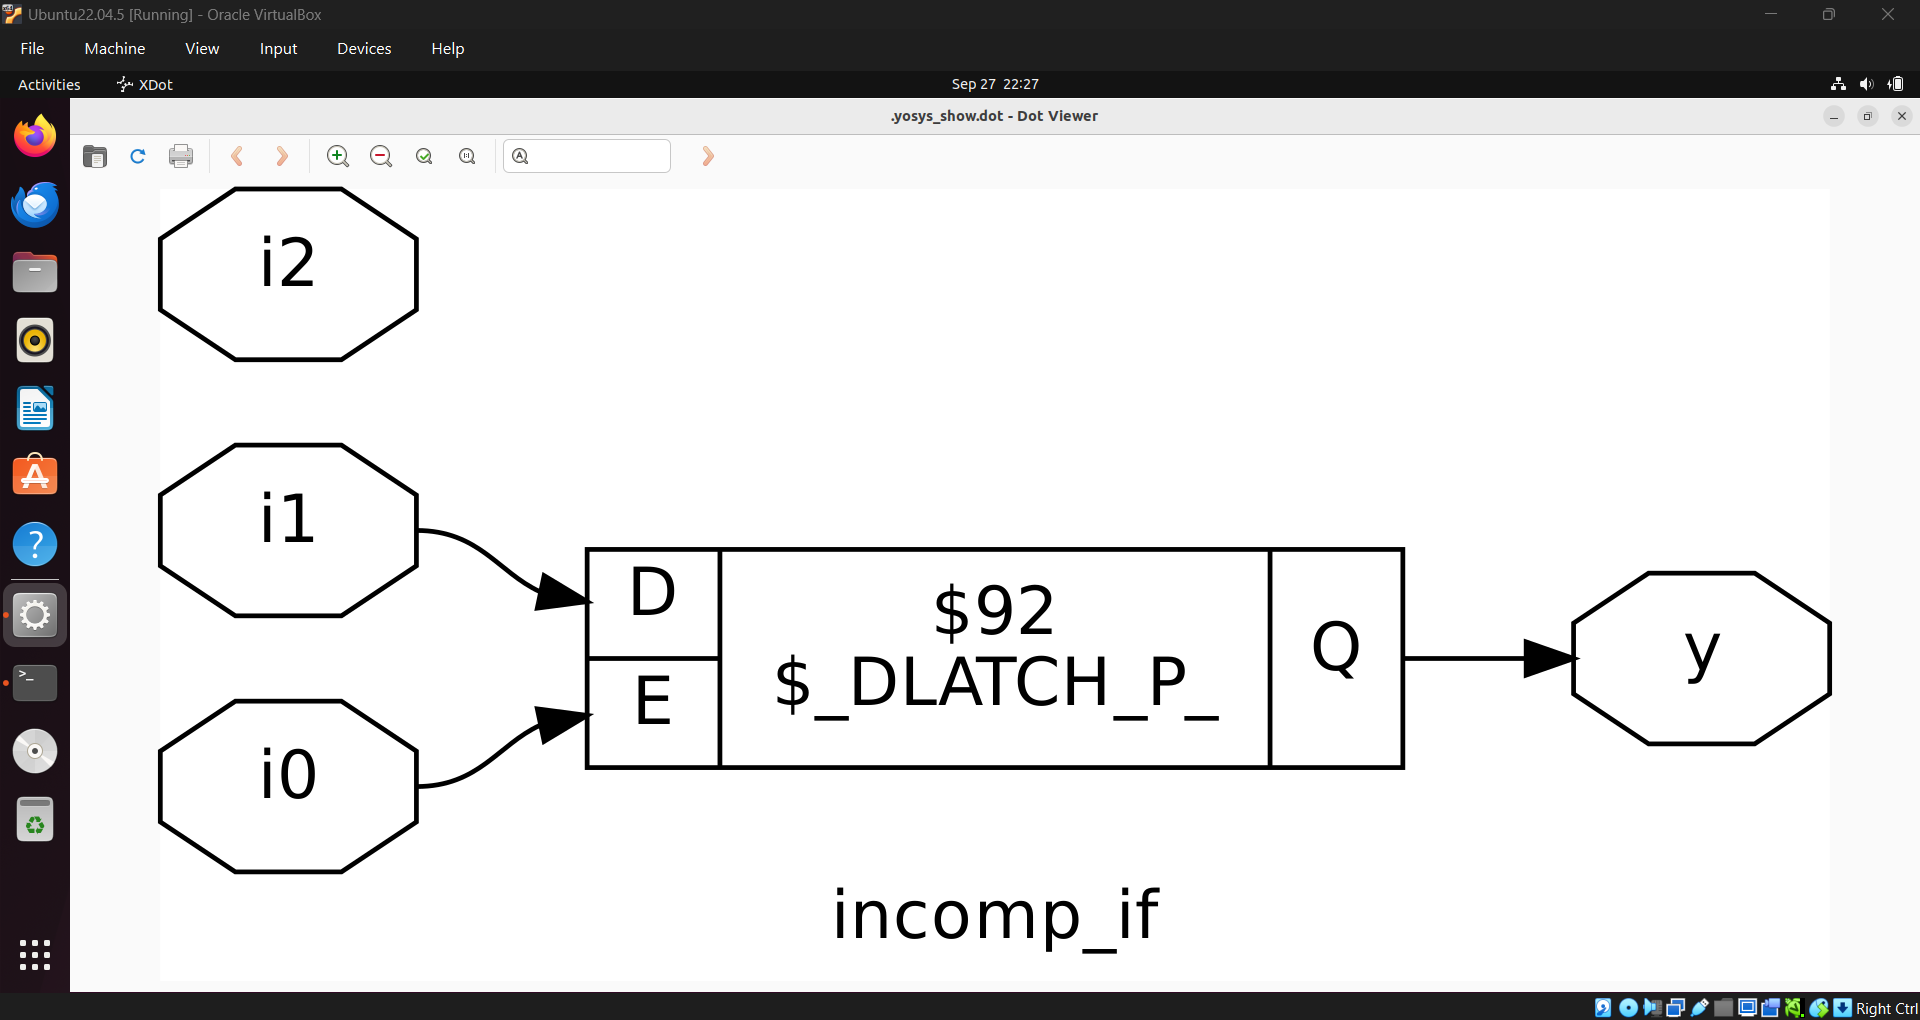 Ubuntu22.04.5 [Running] - Oracle VirtualBox
File Machine View Input Devices Help
Activities XDot Sep 27 22:27
.yosys_show.dot - Dot Viewer
i2
i1
D
$92
Q
y
$_DLATCH_P_
E
i0
incomp_if
Right Ctrl